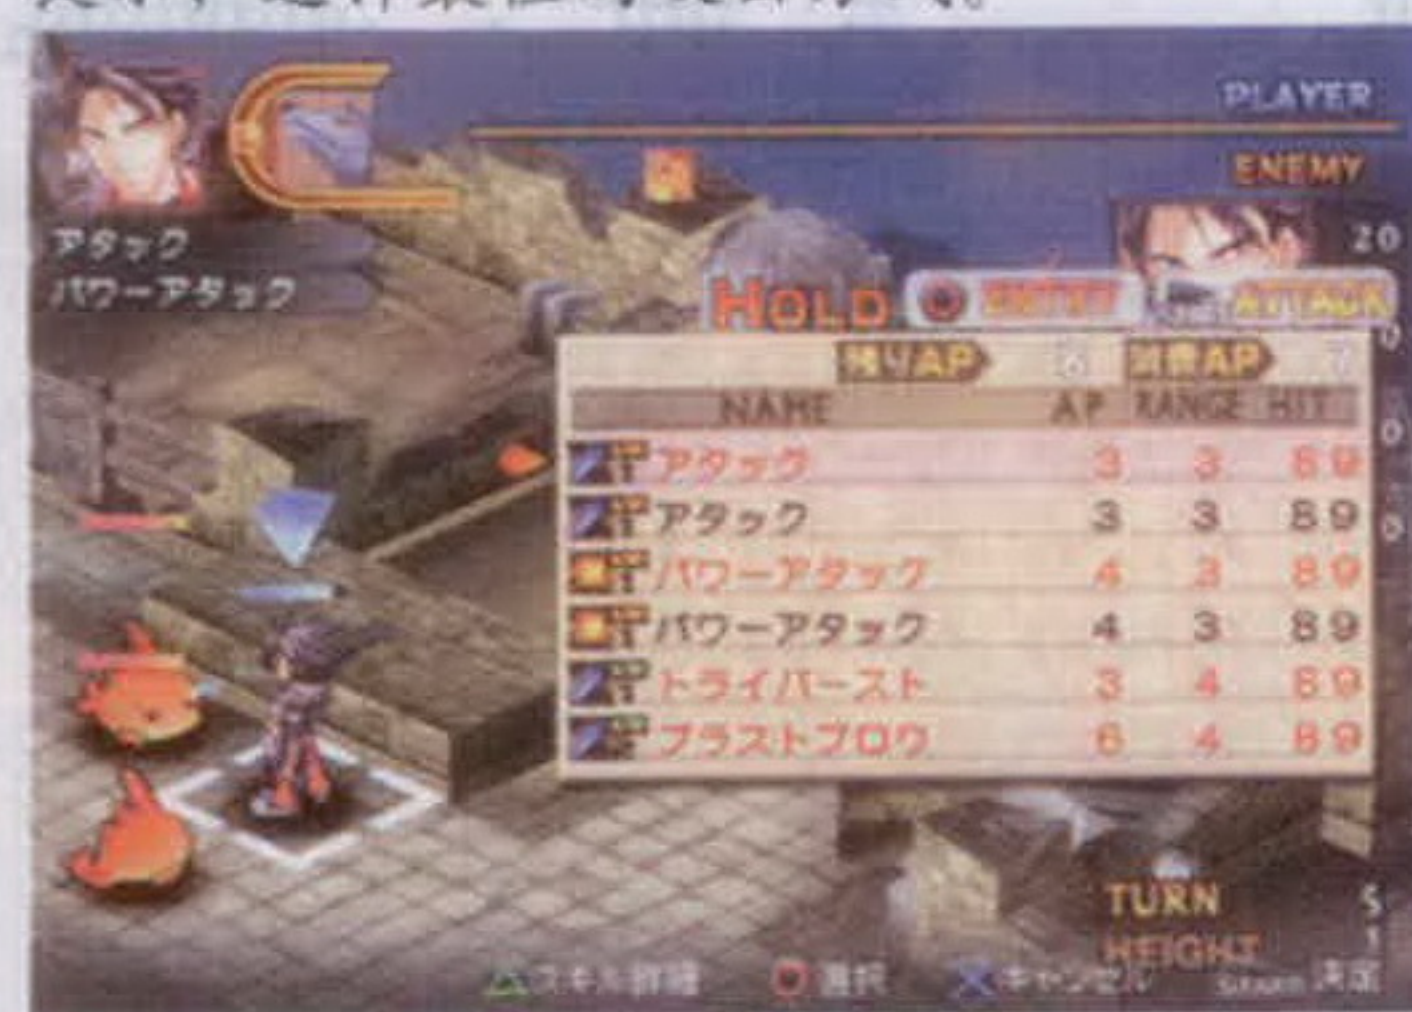 PLAYER
ENEMY
アタック
パワーアタック
20
HOLD ENTRY ATTACK
残りAP 6 消費AP 7
NAME AP RANGE HIT
アタック 3 3 89
アタック 3 3 89
パワーアタック 4 3 89
パワーアタック 4 3 89
トライバースト 3 4 89
ブラストブロウ 6 4 89
TURN 5
HEIGHT 1
スキル詳細 選択 キャンセル 決定